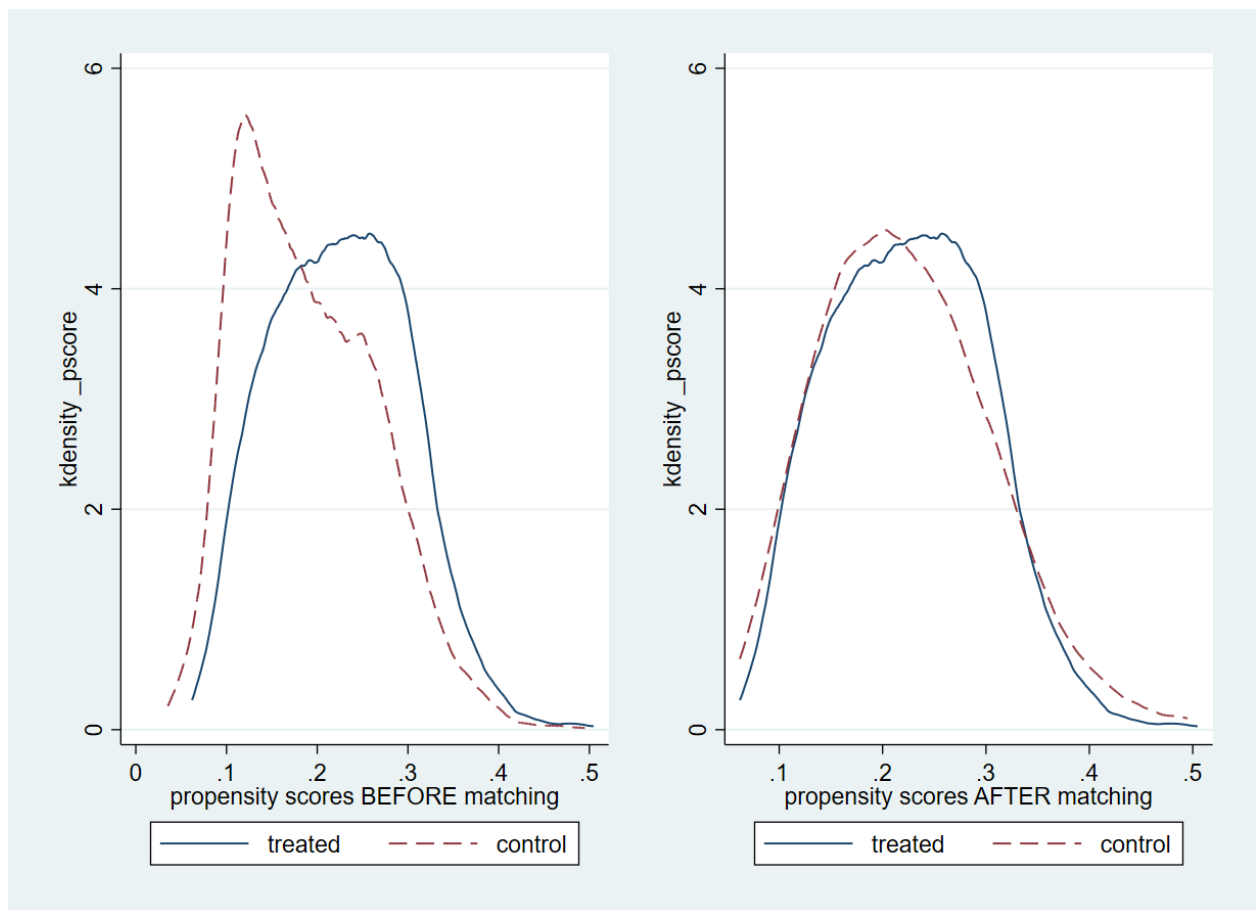 kdensity _pscore
6
4
2
0
0 .1 .2 .3 .4 .5
propensity scores BEFORE matching
treated control
kdensity _pscore
6
4
2
0
.1 .2 .3 .4 .5
propensity scores AFTER matching
treated control